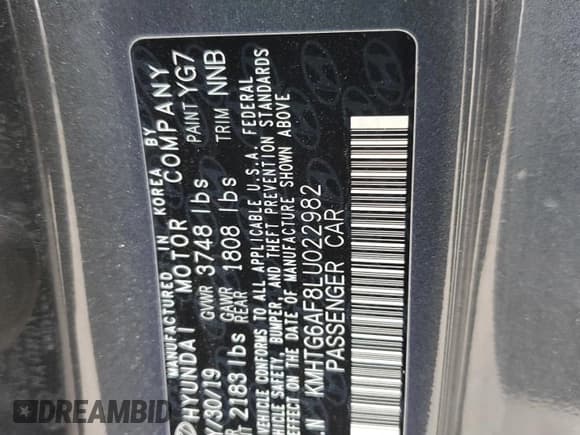 MANUFACTURED IN KOREA BY
HYUNDAI MOTOR COMPANY
Y/30/19 GVWR 3748 lbs PAINT YG7
2183 lbs GAWR REAR 1808 lbs TRIM NNB
VEHICLE CONFORMS TO ALL APPLICABLE U.S.A. FEDERAL
VEHICLE SAFETY, BUMPER, AND THEFT PREVENTION STANDARDS
EFFECT ON THE DATE OF MANUFACTURE SHOWN ABOVE
KMHTG6AF8LU022982
PASSENGER CAR
DREAMBID
.COM